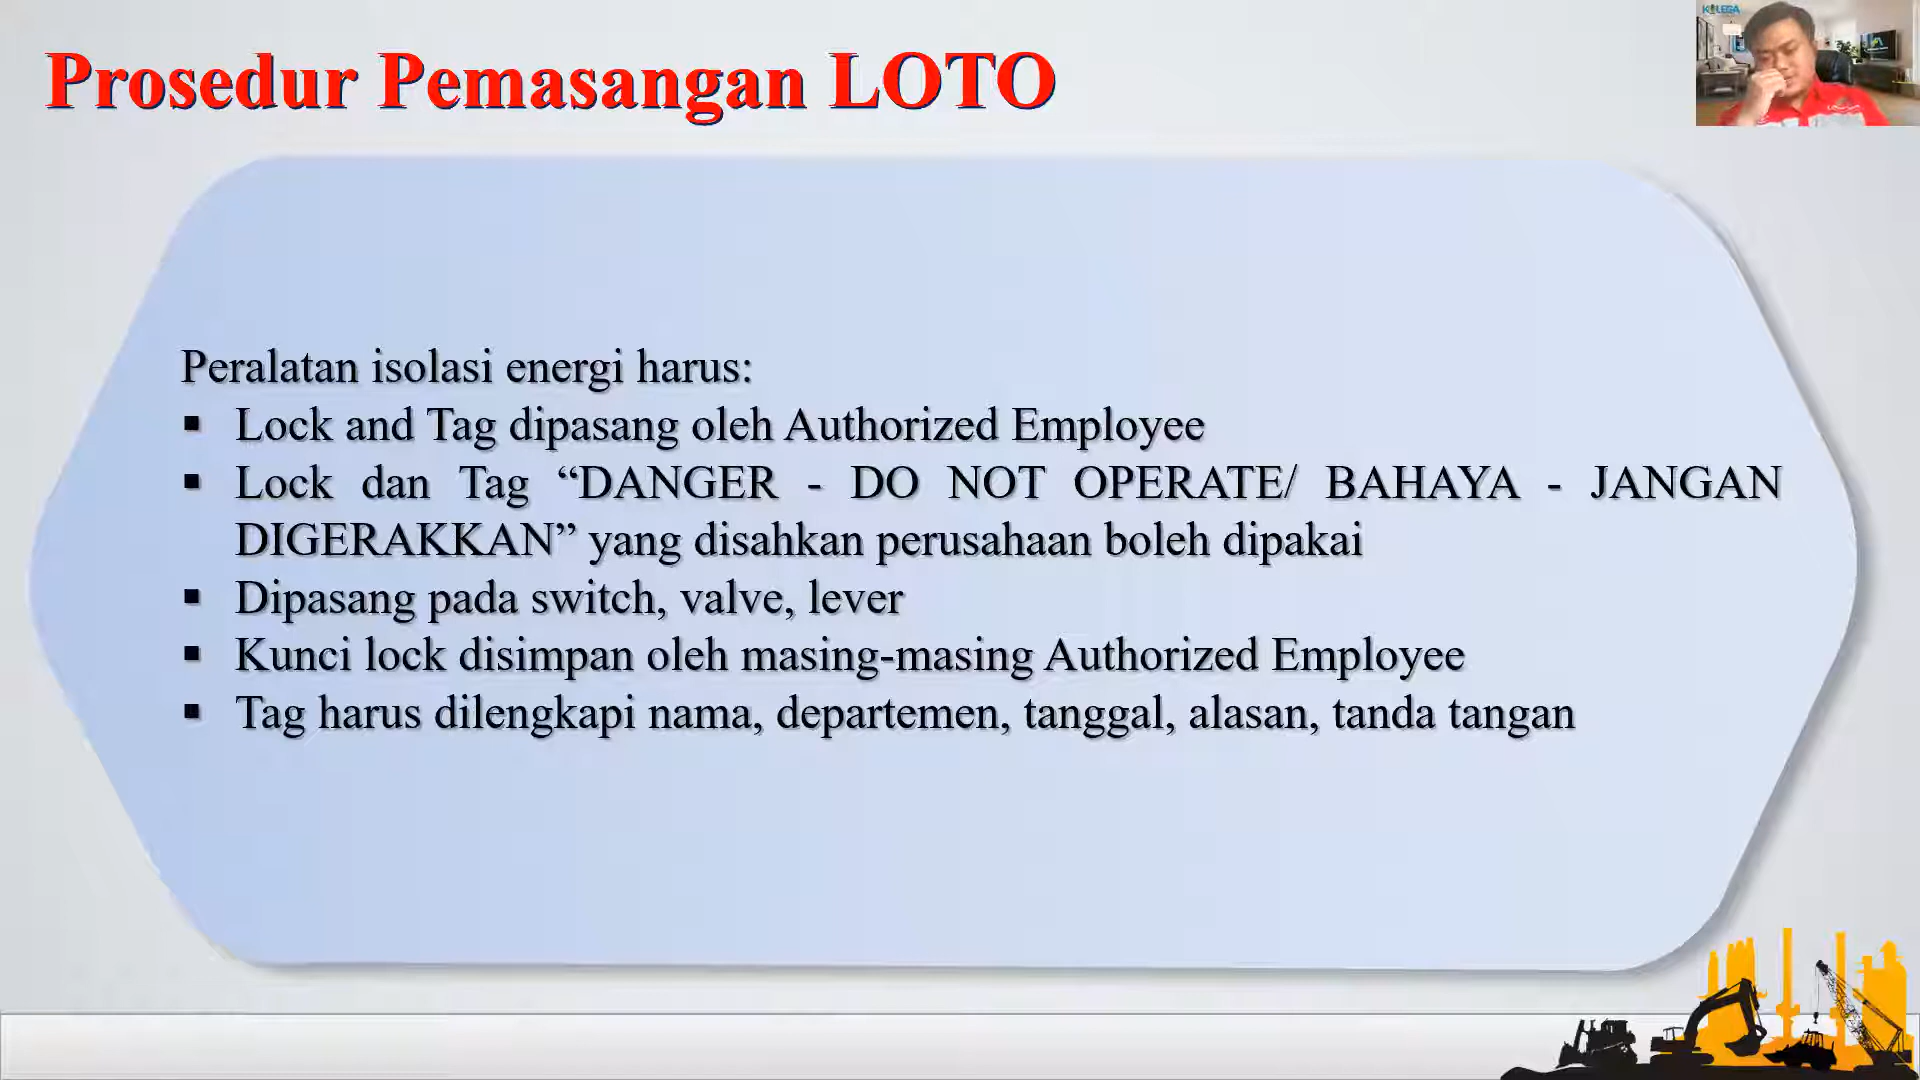 Prosedur Pemasangan LOTO
KOLEGA
Peralatan isolasi energi harus:
▪ Lock and Tag dipasang oleh Authorized Employee
▪ Lock dan Tag “DANGER - DO NOT OPERATE/ BAHAYA - JANGAN
DIGERAKKAN” yang disahkan perusahaan boleh dipakai
▪ Dipasang pada switch, valve, lever
▪ Kunci lock disimpan oleh masing-masing Authorized Employee
▪ Tag harus dilengkapi nama, departemen, tanggal, alasan, tanda tangan